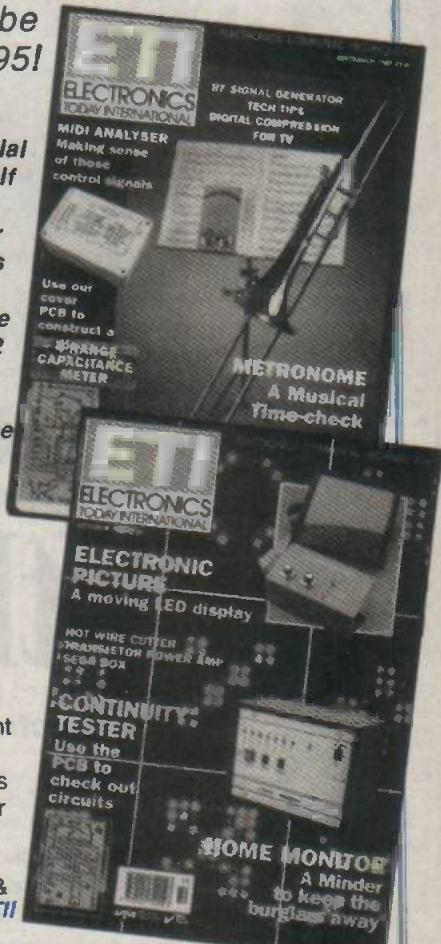 be
95!
ial
If
s
e
?
e
nt
s
r
&
TI!
ETI
ELECTRONICS
TODAY INTERNATIONAL
RF SIGNAL GENERATOR
TECH TIPS
DIGITAL COMPRESSION
FOR TV
MIDI ANALYSER
Making sense
of those
control signals
Use our
cover
PCB to
construct a
CAPACITANCE
METER
METRONOME
A Musical
Time-check
ETI
ELECTRONICS
TODAY INTERNATIONAL
ELECTRONIC
PICTURE
A moving LED display
HOT WIRE CUTTER
TRANSISTOR POWER AMP
SEGA BOX
CONTINUITY
TESTER
Use the
PCB to
check out
circuits
HOME MONITOR
A Minder
to keep the
burglars away